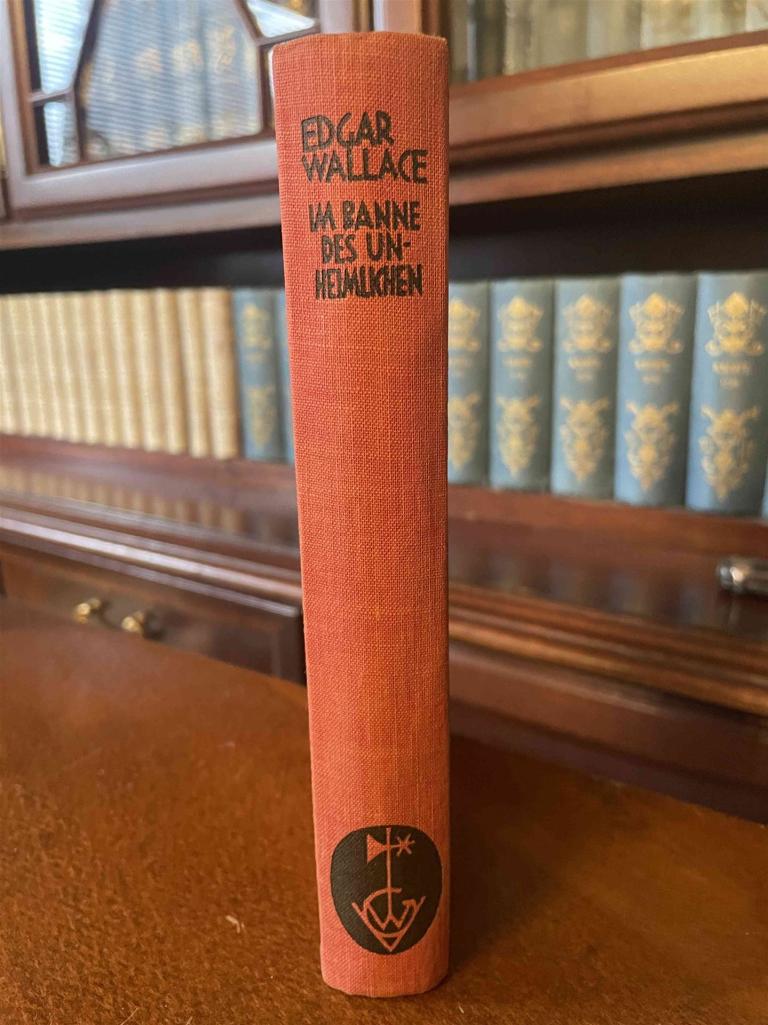 EDGAR
WALLACE
IM BANNE
DES UN-
HEIMLICHEN